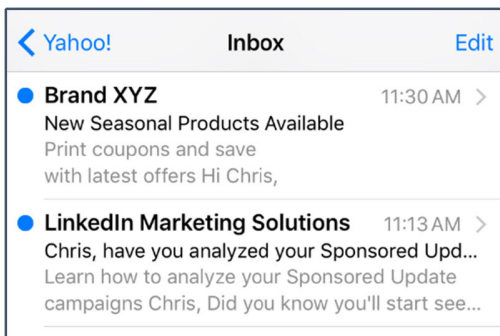 Yahoo! Inbox Edit
Brand XYZ 11:30 AM
New Seasonal Products Available
Print coupons and save
with latest offers Hi Chris,
LinkedIn Marketing Solutions 11:13 AM
Chris, have you analyzed your Sponsored Upd...
Learn how to analyze your Sponsored Update
campaigns Chris, Did you know you'll start see...